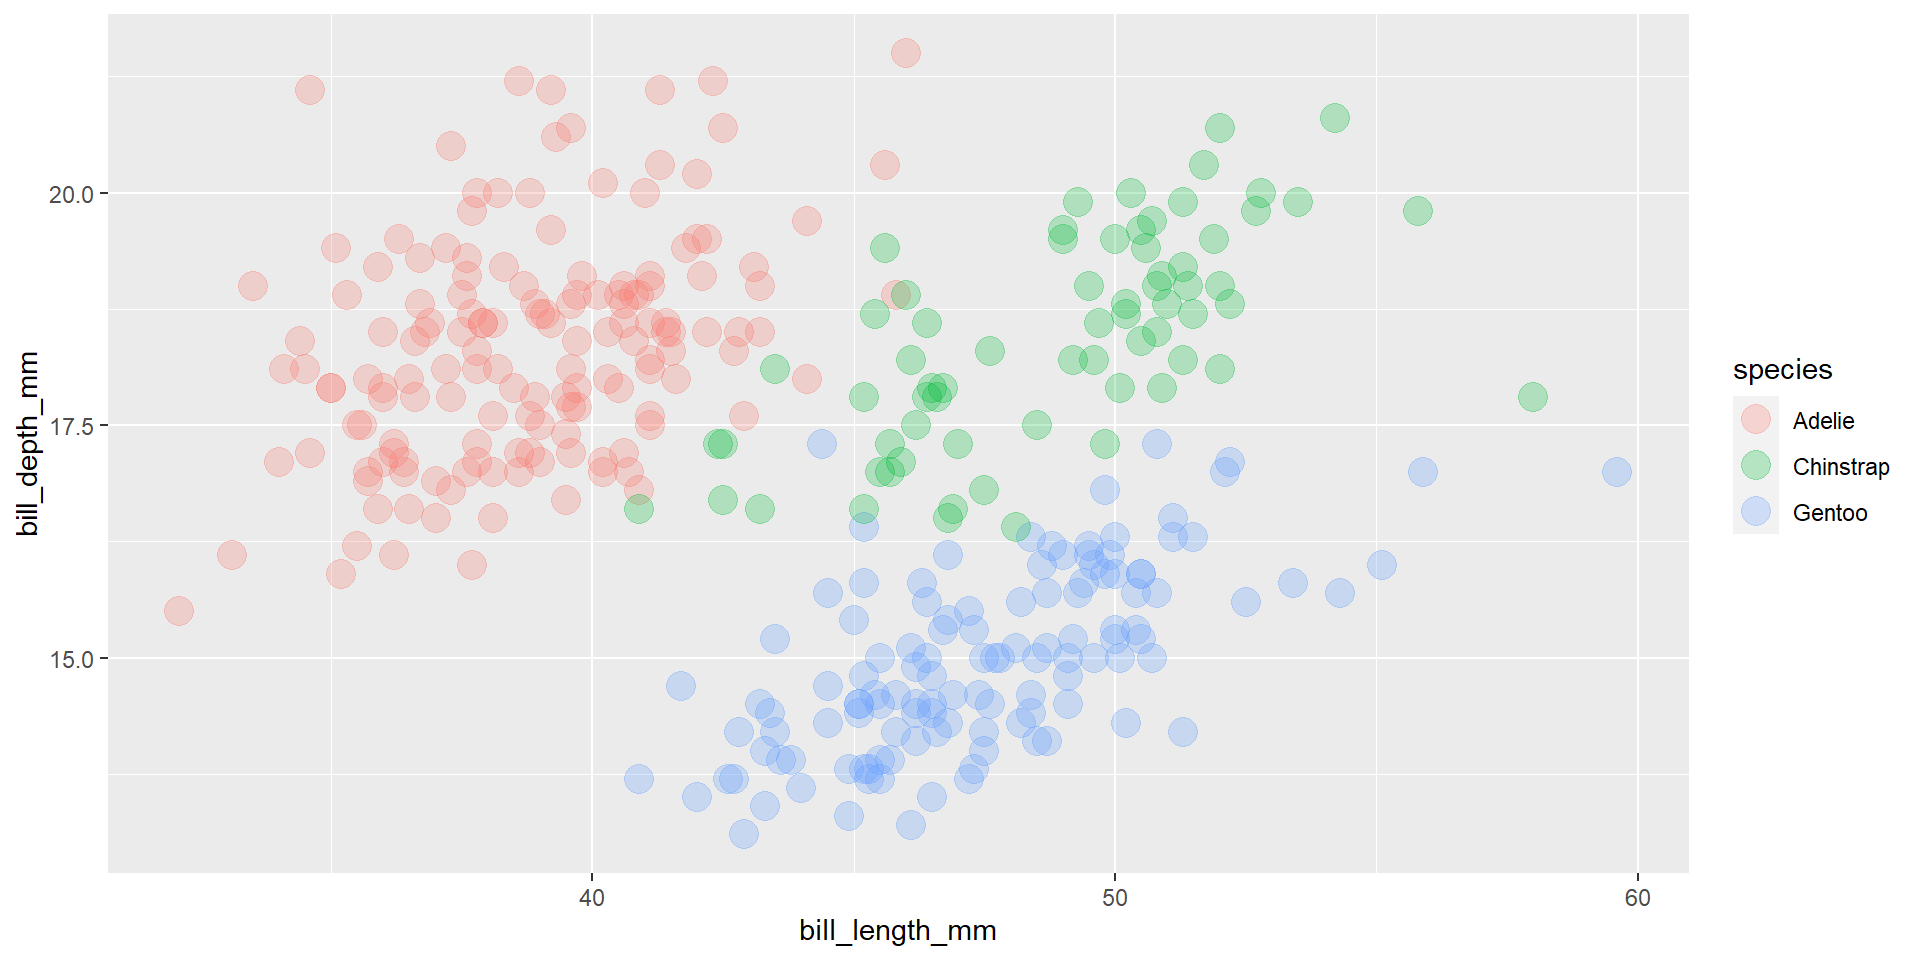 bill_depth_mm
20.0
17.5
15.0
40
50
60
bill_length_mm
species
Adelie
Chinstrap
Gentoo